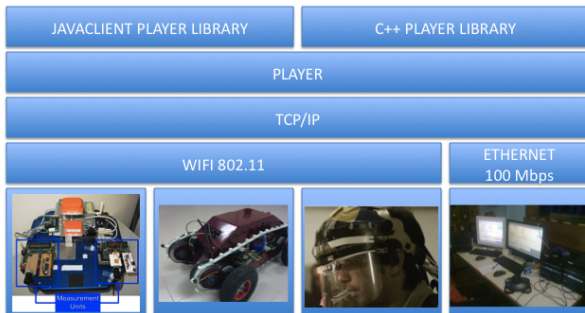 JAVACLIENT PLAYER LIBRARY
C++ PLAYER LIBRARY
PLAYER
TCP/IP
WIFI 802.11
ETHERNET
100 Mbps
Measurement
Units